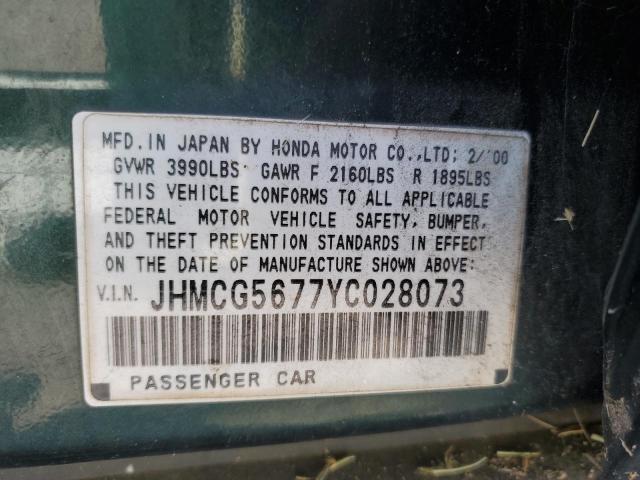 MFD. IN JAPAN BY HONDA MOTOR CO.,LTD; 2/'00
GVWR 3990LBS GAWR F 2160LBS R 1895LBS
THIS VEHICLE CONFORMS TO ALL APPLICABLE
FEDERAL MOTOR VEHICLE SAFETY, BUMPER,
AND THEFT PREVENTION STANDARDS IN EFFECT
ON THE DATE OF MANUFACTURE SHOWN ABOVE:
V.I.N. JHMCG5677YC028073
PASSENGER CAR